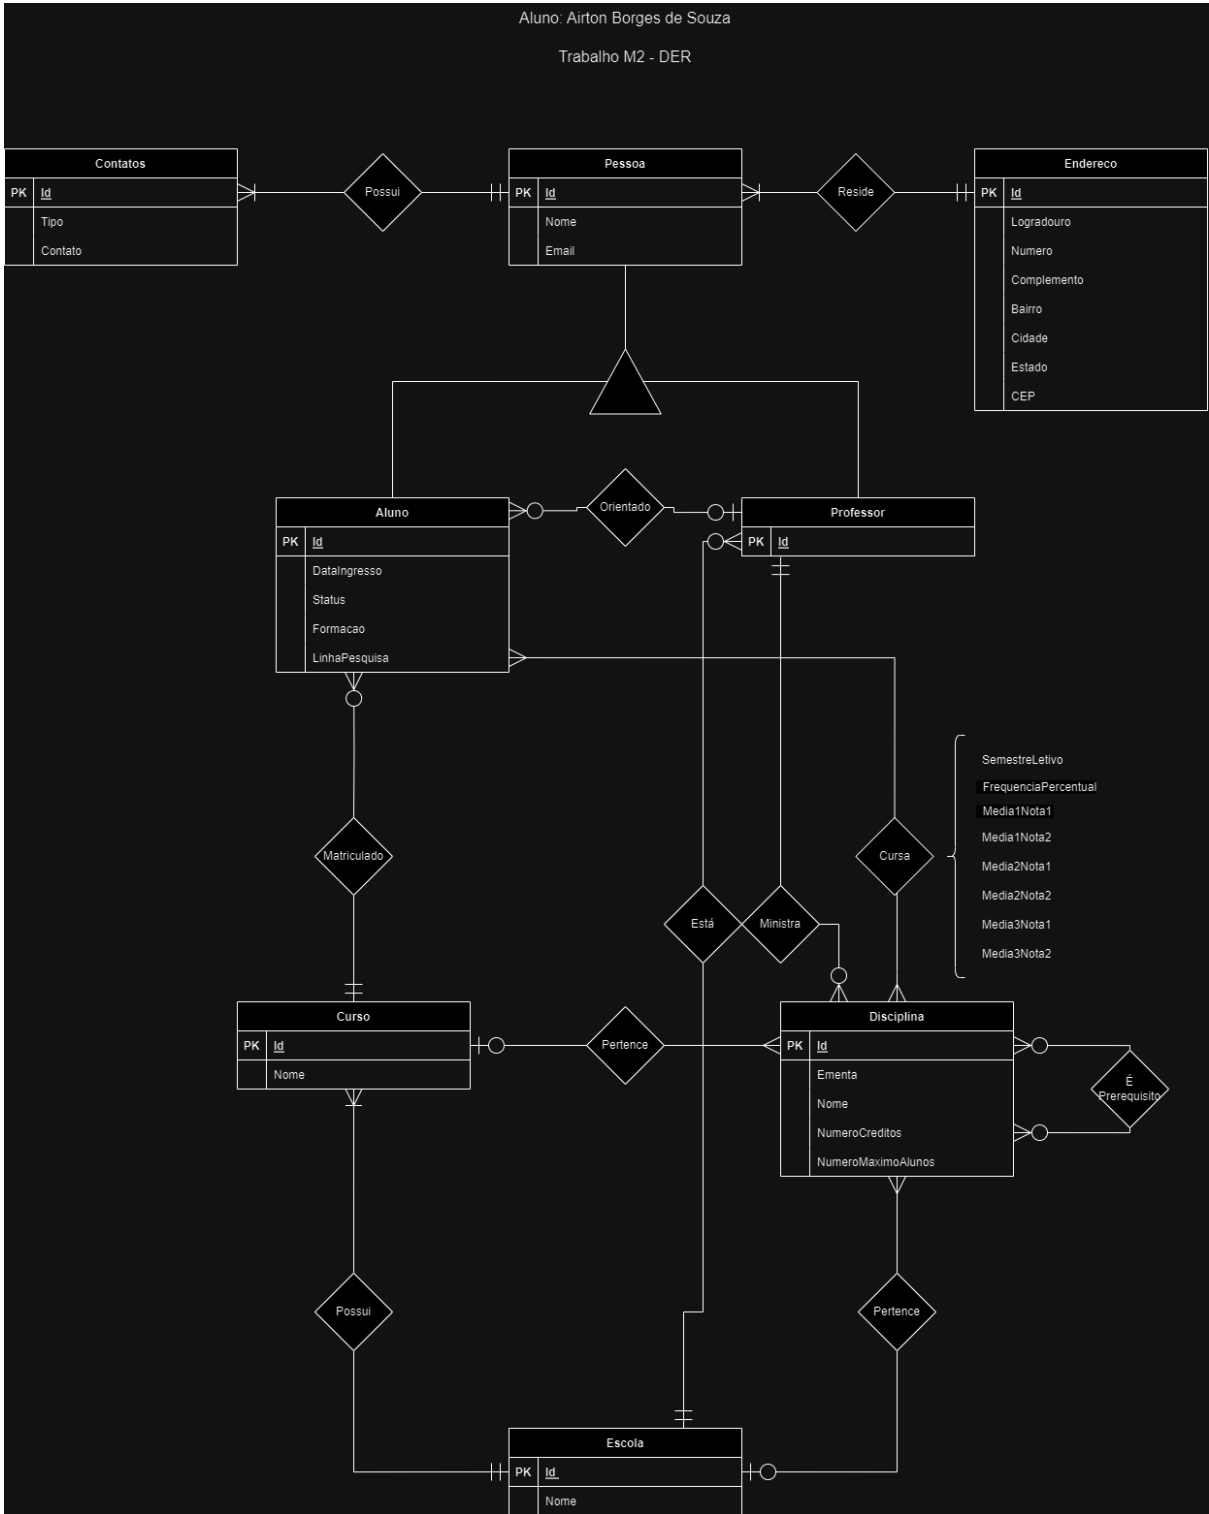 Aluno: Airton Borges de Souza
Trabalho M2 - DER
Contatos
PK Id
Tipo
Contato
Possui
Pessoa
PK Id
Nome
Email
Reside
Endereco
PK Id
Logradouro
Numero
Complemento
Bairro
Cidade
Estado
CEP
Aluno
PK Id
DataIngresso
Status
Formacao
LinhaPesquisa
Orientado
Professor
PK Id
Matriculado
Está
Ministra
Cursa
SemestreLetivo
FrequenciaPercentual
Media1Nota1
Media1Nota2
Media2Nota1
Media2Nota2
Media3Nota1
Media3Nota2
Curso
PK Id
Nome
Pertence
Disciplina
PK Id
Ementa
Nome
NumeroCreditos
NumeroMaximoAlunos
É
Prerequisito
Possui
Pertence
Escola
PK Id
Nome